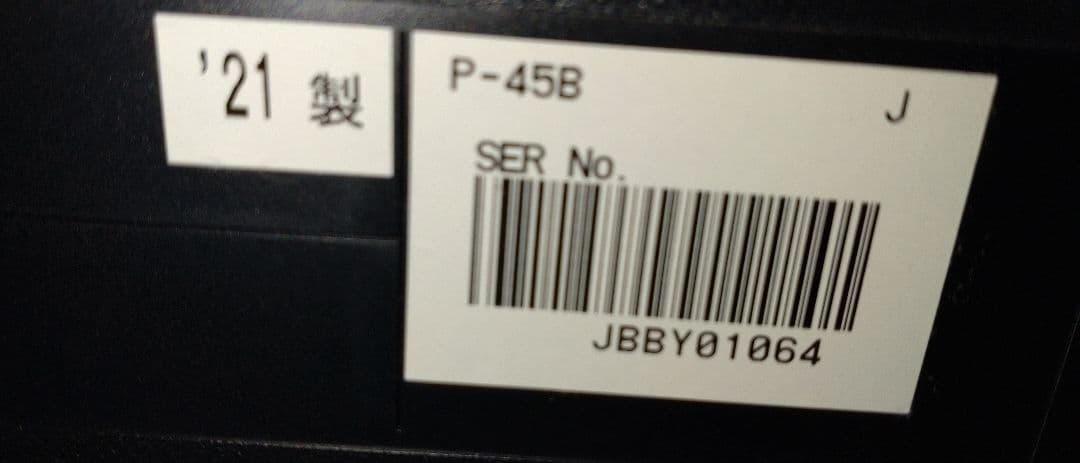 '21 製
P-45B
J
SER No.
JBBY01064